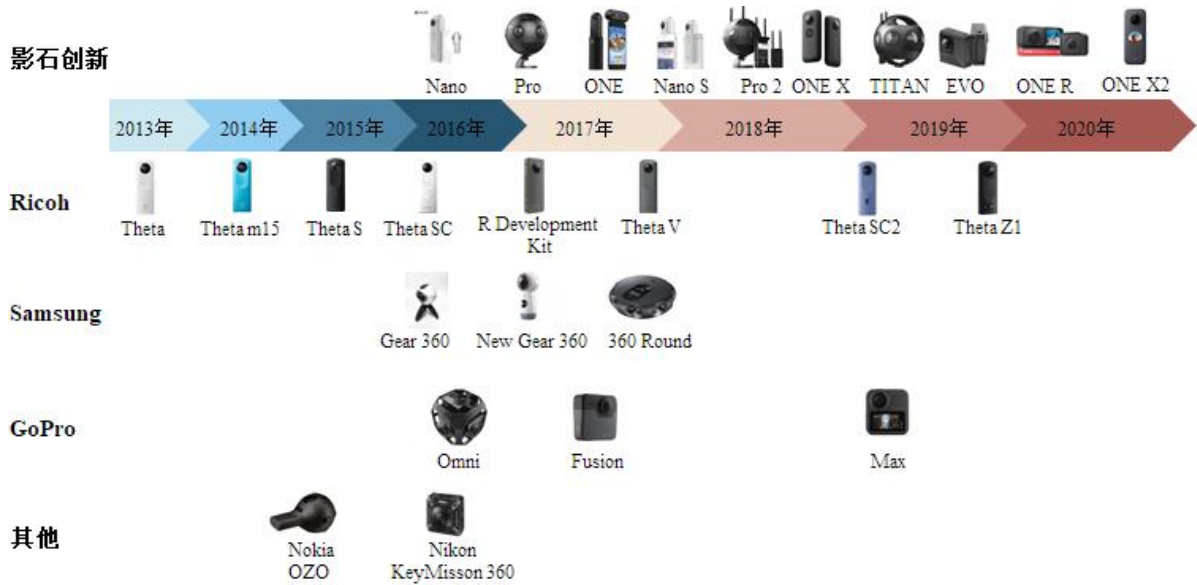 影石创新
Nano
Pro
ONE
Nano S
Pro 2
ONE X
TITAN
EVO
ONE R
ONE X2
2013年
2014年
2015年
2016年
2017年
2018年
2019年
2020年
Ricoh
Theta
Theta m15
Theta S
Theta SC
R Development
Kit
Theta V
Theta SC2
Theta Z1
Samsung
Gear 360
New Gear 360
360 Round
GoPro
Omni
Fusion
Max
其他
Nokia
OZO
Nikon
KeyMisson 360